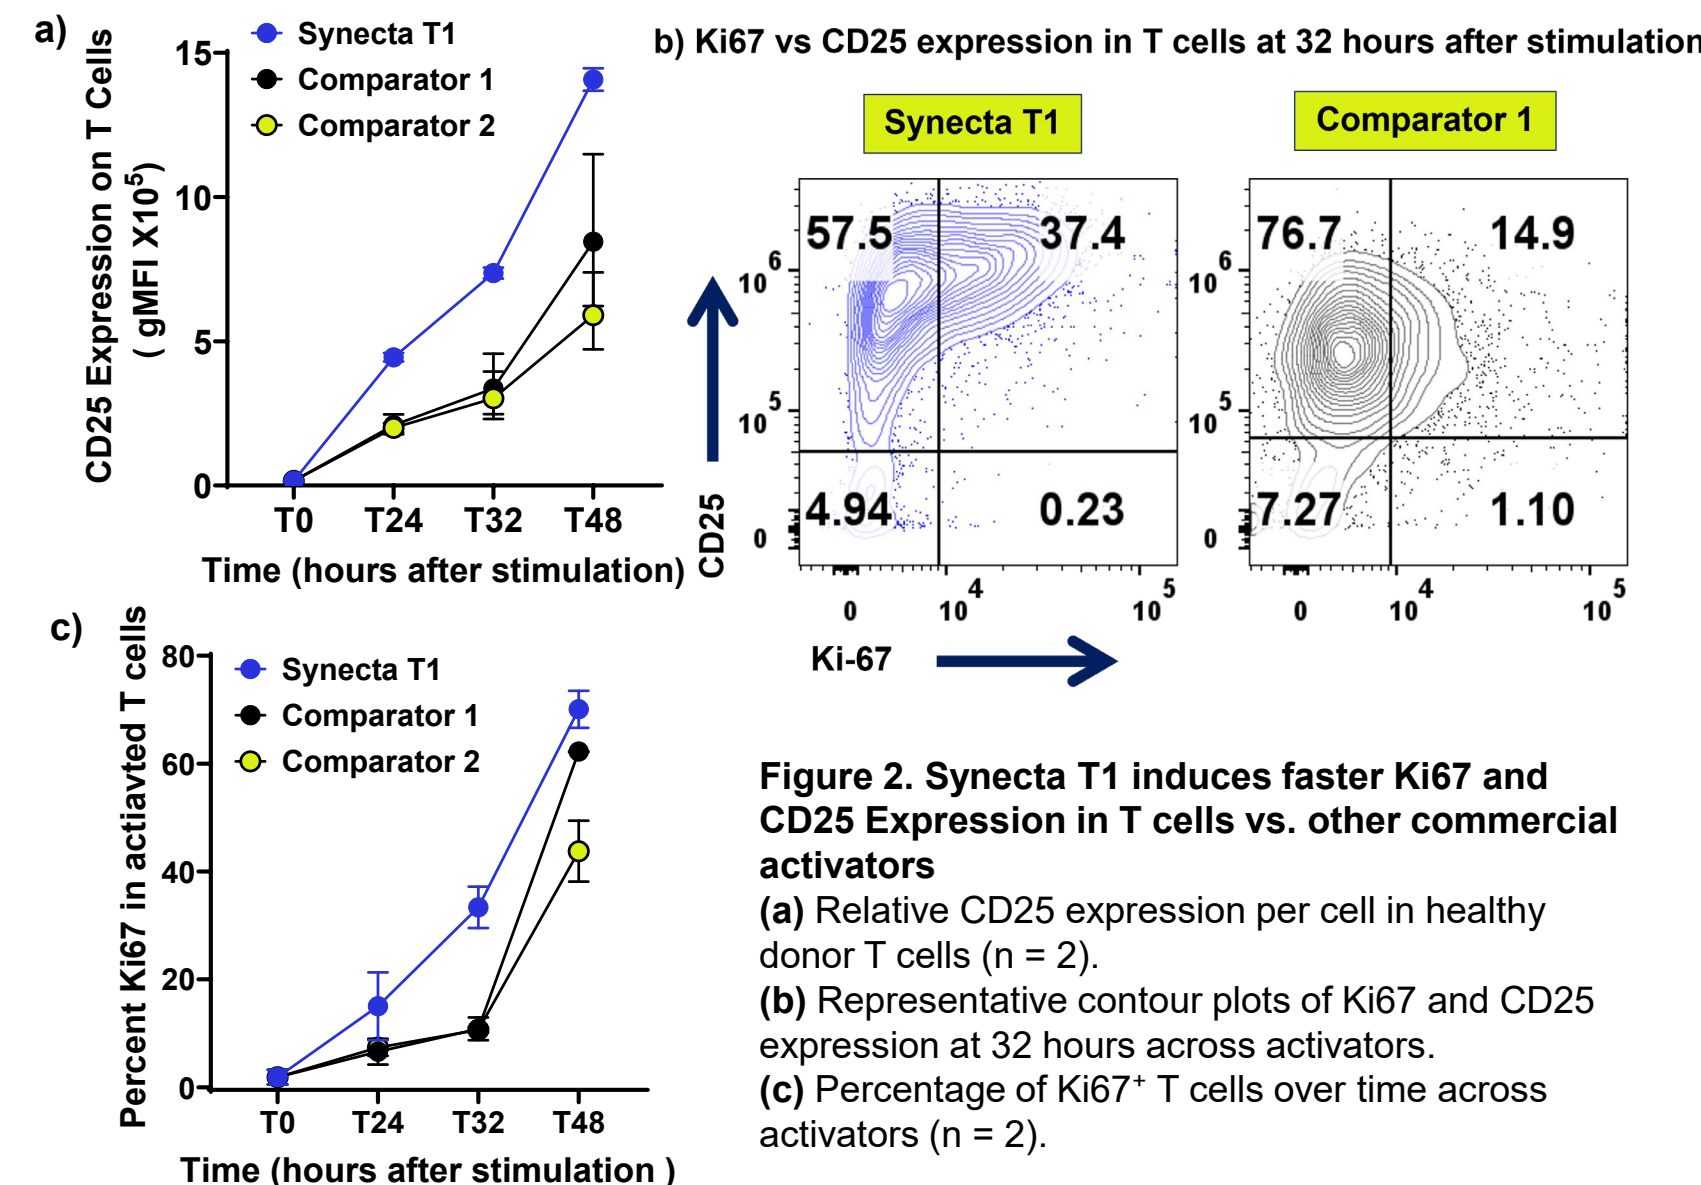 a)
CD25 Expression on T Cells
( gMFI X10⁵)
Synecta T1
Comparator 1
Comparator 2
15
10
5
0
T0 T24 T32 T48
Time (hours after stimulation)
b) Ki67 vs CD25 expression in T cells at 32 hours after stimulation
Synecta T1
Comparator 1
57.5 37.4
4.94 0.23
10⁶
10⁵
0
0 10⁴ 10⁵
CD25
Ki-67
76.7 14.9
7.27 1.10
10⁶
10⁵
0
0 10⁴ 10⁵
c)
Percent Ki67 in actiavted T cells
Synecta T1
Comparator 1
Comparator 2
80
60
40
20
0
T0 T24 T32 T48
Time (hours after stimulation )
Figure 2. Synecta T1 induces faster Ki67 and
CD25 Expression in T cells vs. other commercial
activators
(a) Relative CD25 expression per cell in healthy
donor T cells (n = 2).
(b) Representative contour plots of Ki67 and CD25
expression at 32 hours across activators.
(c) Percentage of Ki67⁺ T cells over time across
activators (n = 2).